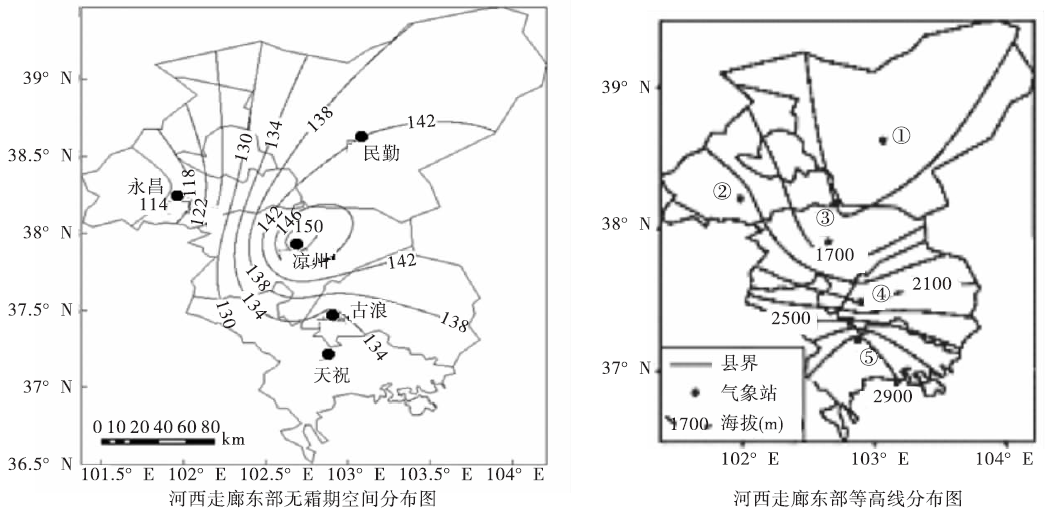 39° N
38.5° N
38° N
37.5° N
37° N
36.5° N
101.5° E
102° E
102.5° E
103° E
103.5° E
104° E
138
134
130
142
民勤
永昌
114
118
122
142
146
150
凉州
142
138
134
130
古浪
138
134
天祝
0 10 20 40 60 80
km
河西走廊东部无霜期空间分布图
39° N
38° N
37° N
102° E
103° E
104° E
①
②
③
1700
④
2100
2500
⑤
2900
县界
气象站
1700 海拔(m)
河西走廊东部等高线分布图